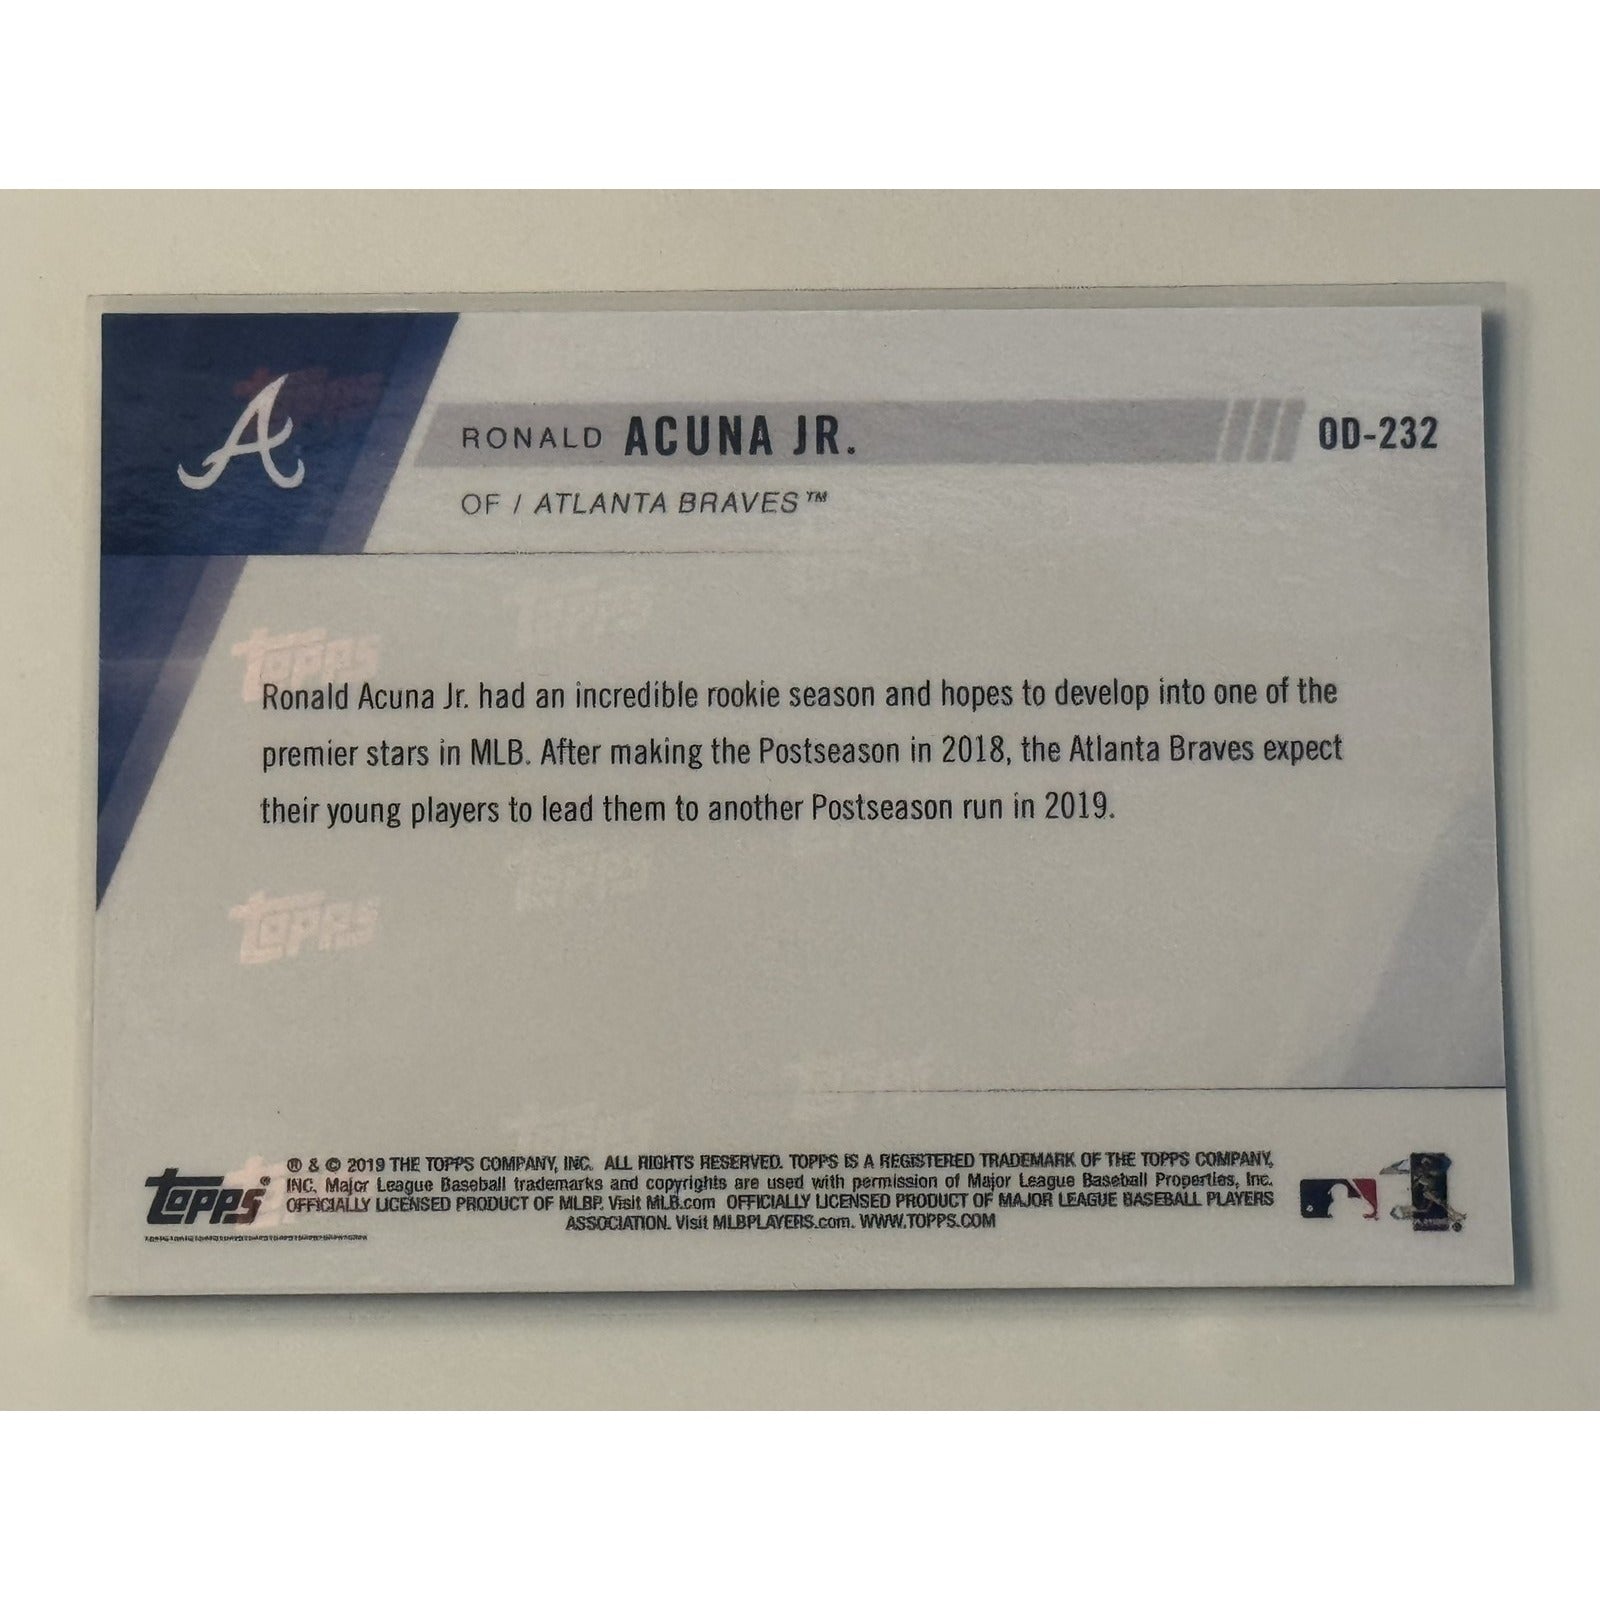 A
RONALD ACUNA JR.
OD-232
OF / ATLANTA BRAVES™
Topps
Topps
Ronald Acuna Jr. had an incredible rookie season and hopes to develop into one of the
premier stars in MLB. After making the Postseason in 2018, the Atlanta Braves expect
their young players to lead them to another Postseason run in 2019.
Topps
Topps
Topps®
® & © 2019 THE TOPPS COMPANY, INC. ALL RIGHTS RESERVED. TOPPS IS A REGISTERED TRADEMARK OF THE TOPPS COMPANY,
INC. Major League Baseball trademarks and copyrights are used with permission of Major League Baseball Properties, Inc.
OFFICIALLY LICENSED PRODUCT OF MLBP. Visit MLB.com OFFICIALLY LICENSED PRODUCT OF MAJOR LEAGUE BASEBALL PLAYERS
ASSOCIATION. Visit MLBPLAYERS.com. WWW.TOPPS.COM